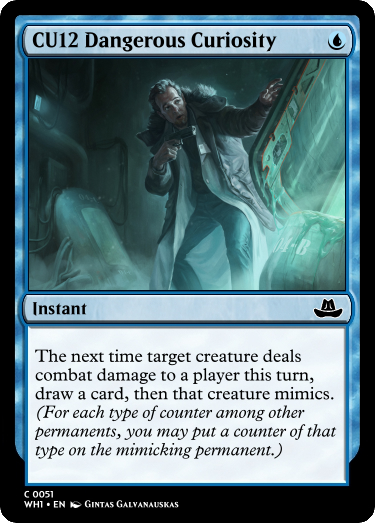 CU12 Dangerous Curiosity
Instant
The next time target creature deals
combat damage to a player this turn,
draw a card, then that creature mimics.
(For each type of counter among other
permanents, you may put a counter of that
type on the mimicking permanent.)
C 0051
WH1 • EN Gintas Galvanauskas